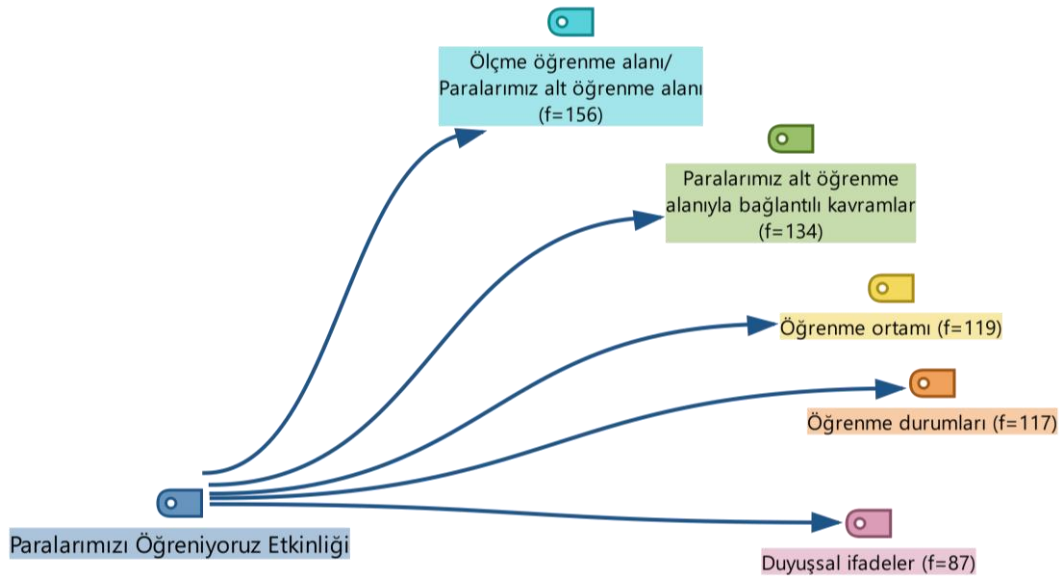 Ölçme öğrenme alanı/
Paralarımız alt öğrenme alanı
(f=156)
Paralarımız alt öğrenme
alanıyla bağlantılı kavramlar
(f=134)
Öğrenme ortamı (f=119)
Öğrenme durumları (f=117)
Paralarımızı Öğreniyoruz Etkinliği
Duyuşsal ifadeler (f=87)